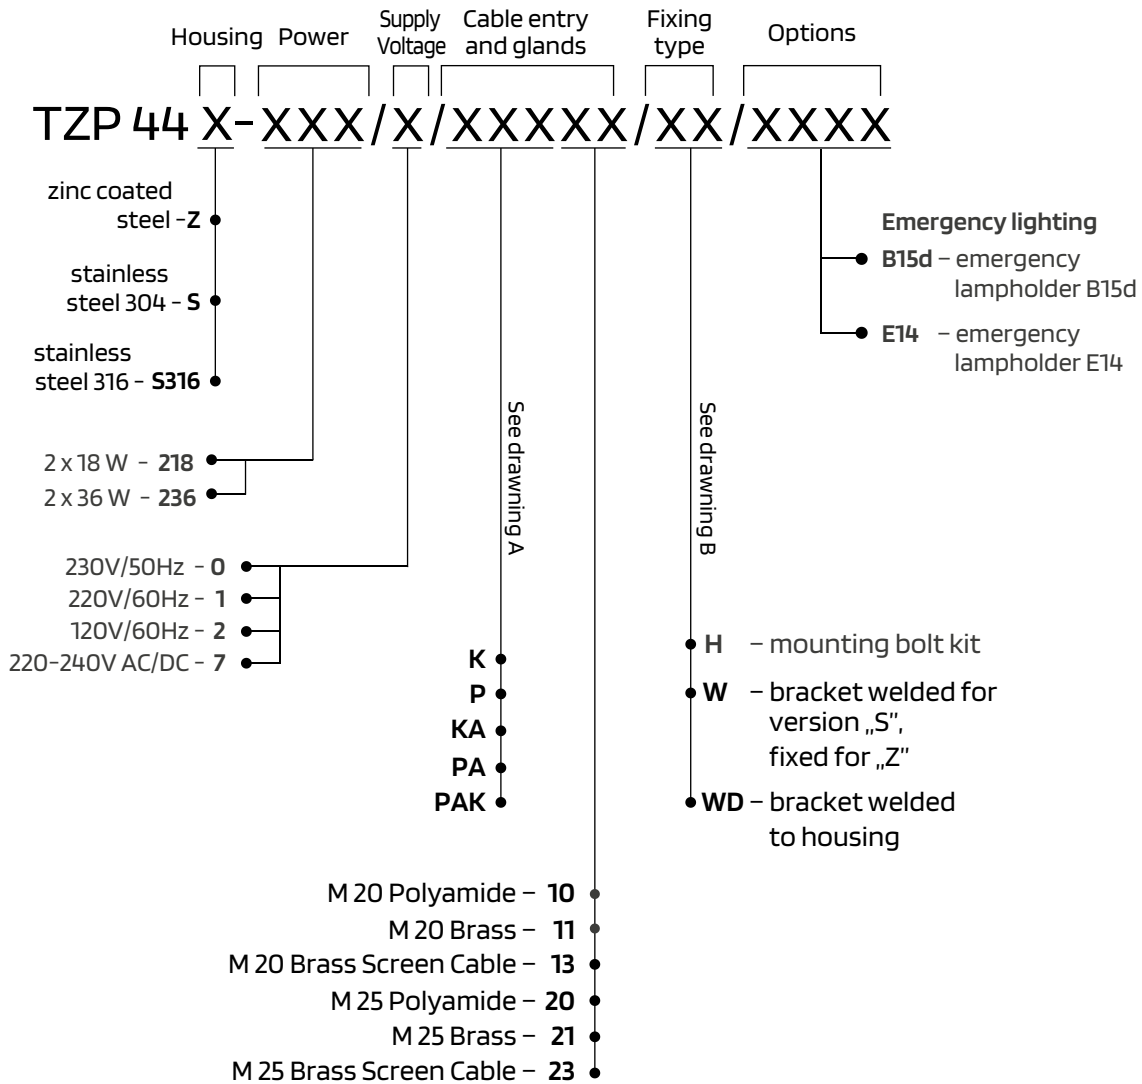 Housing Power Supply Voltage Cable entry and glands Fixing type Options
TZP 44 X-XXX/X/XXXXX/XX/XXXX
zinc coated
steel -Z
stainless
steel 304 - S
stainless
steel 316 - S316
2 x 18 W - 218
2 x 36 W - 236
230V/50Hz - 0
220V/60Hz - 1
120V/60Hz - 2
220-240V AC/DC - 7
See drawning A
K
P
KA
PA
PAK
M 20 Polyamide - 10
M 20 Brass - 11
M 20 Brass Screen Cable - 13
M 25 Polyamide - 20
M 25 Brass - 21
M 25 Brass Screen Cable - 23
See drawning B
H - mounting bolt kit
W - bracket welded for
version „S”,
fixed for „Z”
WD - bracket welded
to housing
Emergency lighting
B15d - emergency
lampholder B15d
E14 - emergency
lampholder E14